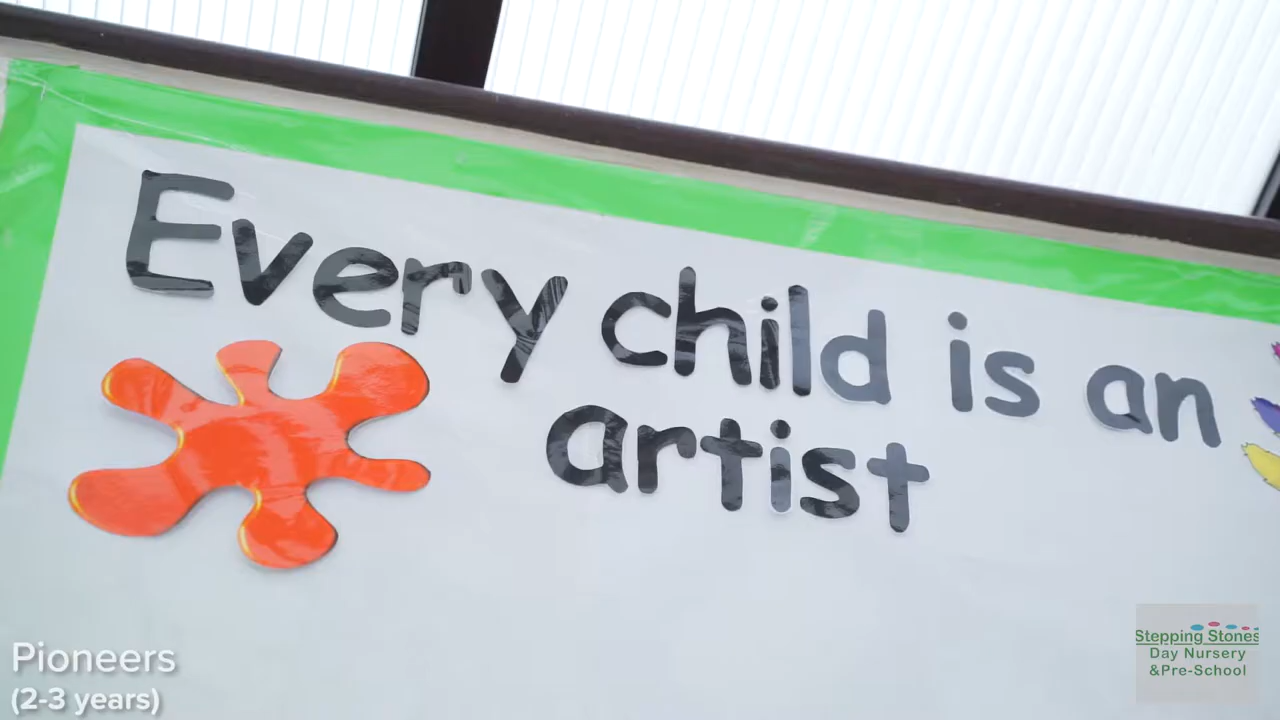 Every child is an
artist
Pioneers
(2-3 years)
Stepping Stones
Day Nursery
&Pre-School